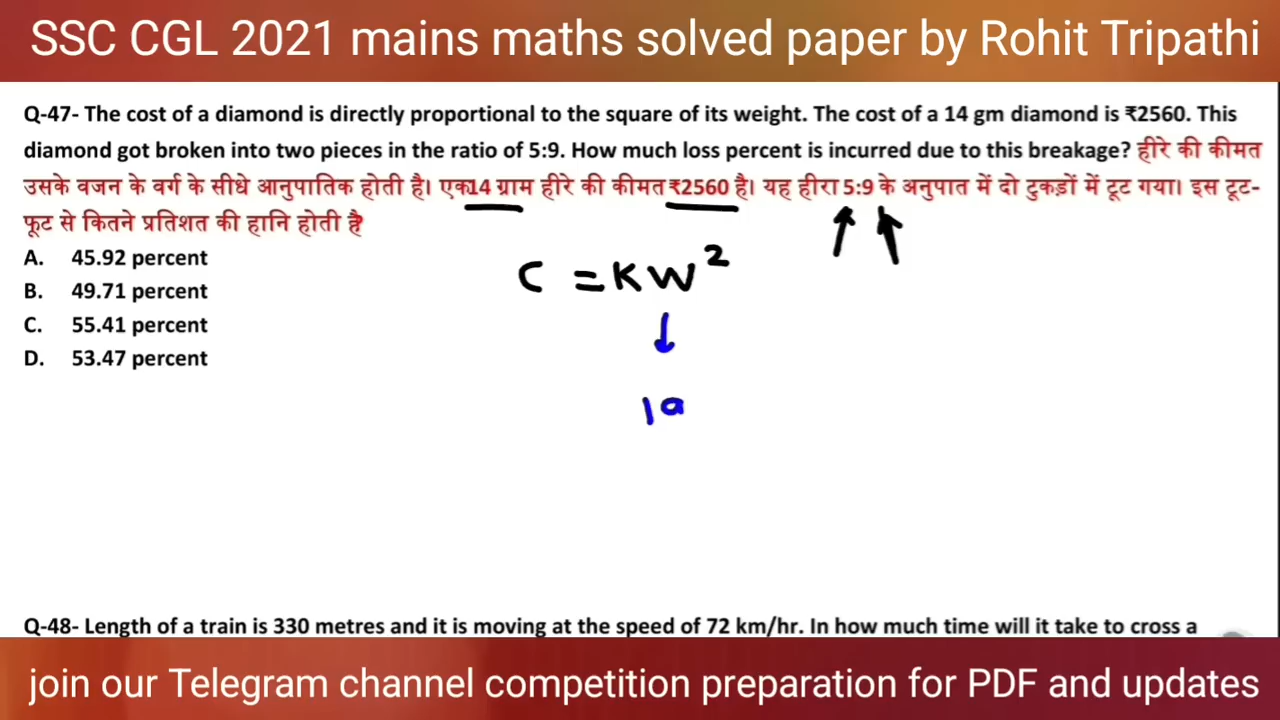 SSC CGL 2021 mains maths solved paper by Rohit Tripathi
Q-47- The cost of a diamond is directly proportional to the square of its weight. The cost of a 14 gm diamond is ₹2560. This
diamond got broken into two pieces in the ratio of 5:9. How much loss percent is incurred due to this breakage? हीरे की कीमत
उसके वजन के वर्ग के सीधे आनुपातिक होती है। एक14 ग्राम हीरे की कीमत ₹2560 है। यह हीरा 5:9 के अनुपात में दो टुकड़ों में टूट गया। इस टूट-
फूट से कितने प्रतिशत की हानि होती है?
A. 45.92 percent
B. 49.71 percent
C. 55.41 percent
D. 53.47 percent
C = KW²
Q-48- Length of a train is 330 metres and it is moving at the speed of 72 km/hr. In how much time will it take to cross a
join our Telegram channel competition preparation for PDF and updates